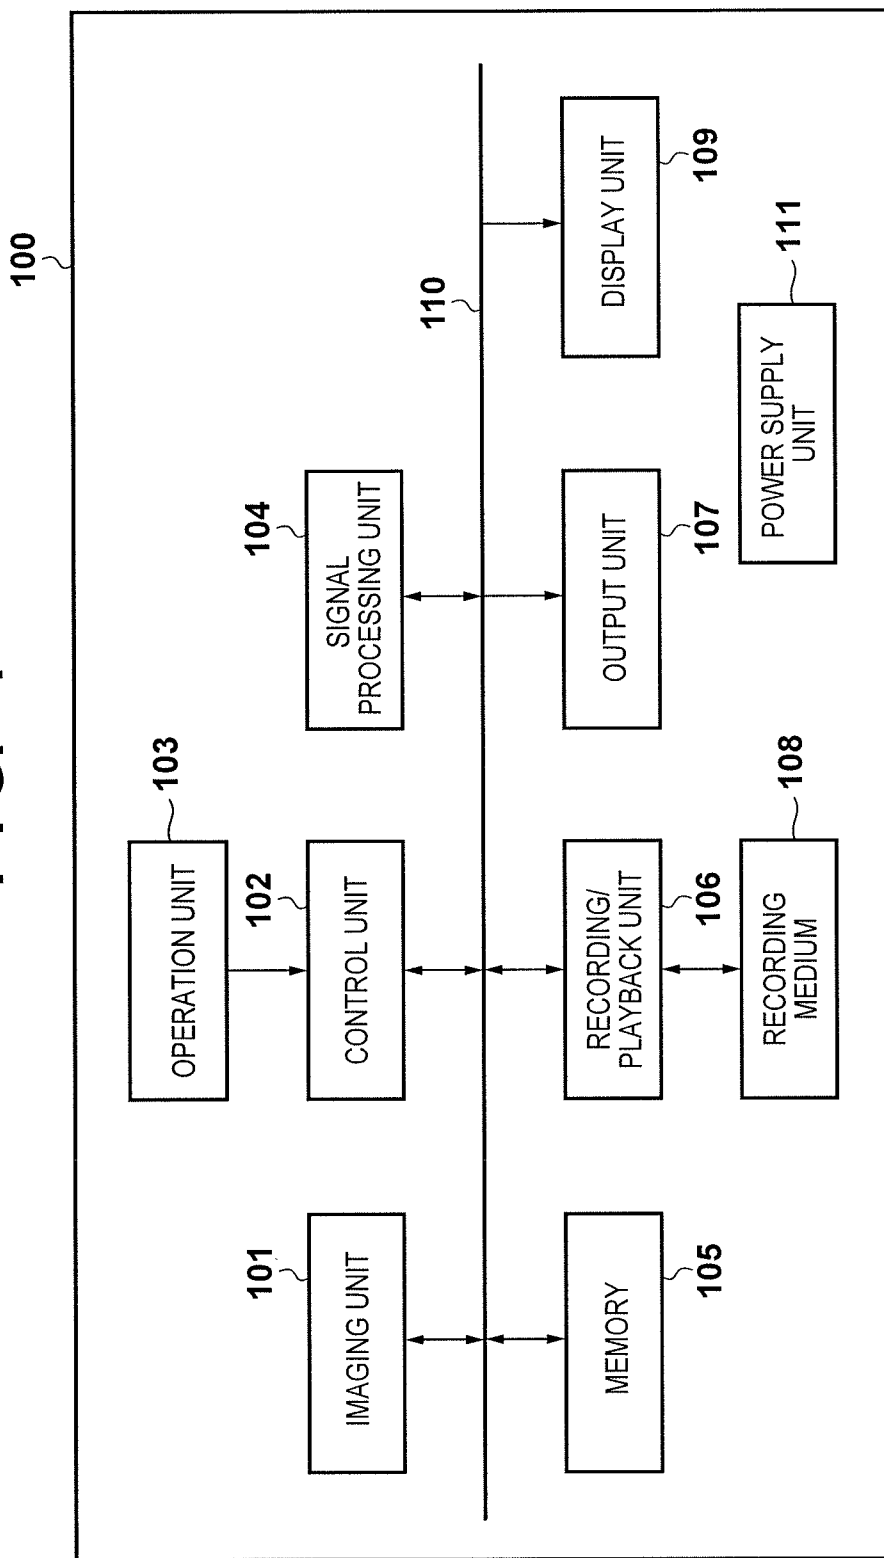 100
103
OPERATION UNIT
101
IMAGING UNIT
102
CONTROL UNIT
104
SIGNAL
PROCESSING UNIT
110
MEMORY
105
RECORDING/
PLAYBACK UNIT
106
OUTPUT UNIT
107
DISPLAY UNIT
109
RECORDING
MEDIUM
108
POWER SUPPLY
UNIT
111